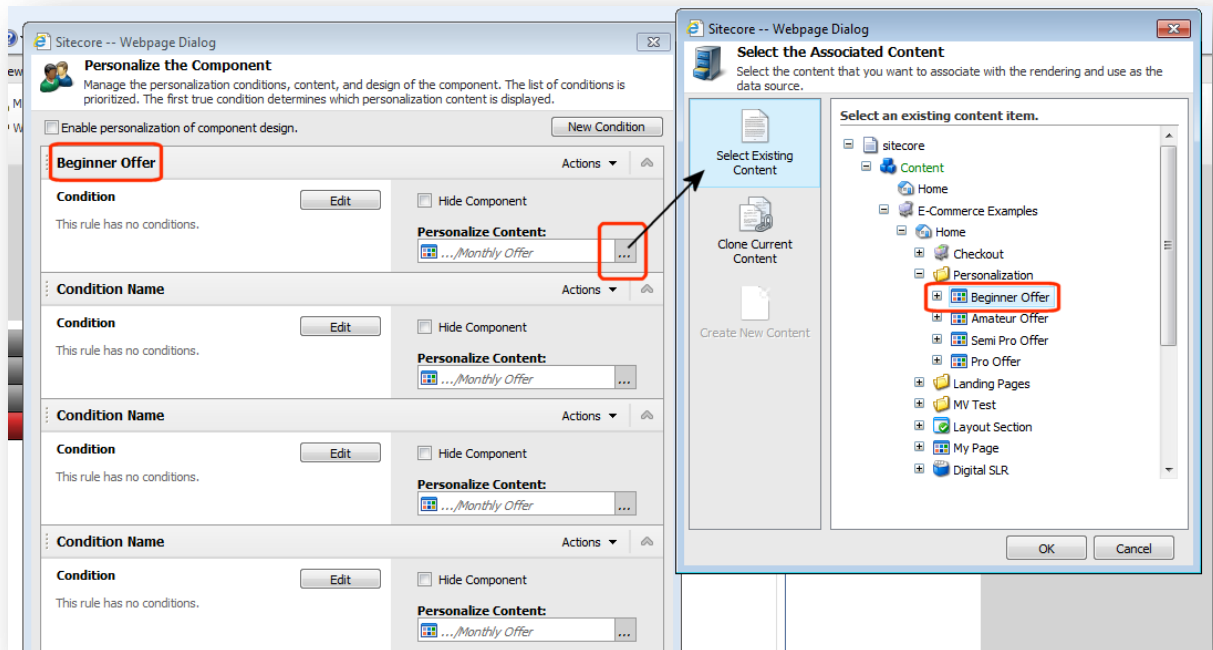 Sitecore -- Webpage Dialog
Personalize the Component
Manage the personalization conditions, content, and design of the component. The list of conditions is
prioritized. The first true condition determines which personalization content is displayed.
Enable personalization of component design.
New Condition
Beginner Offer
Actions
Condition
Edit
Hide Component
This rule has no conditions.
Personalize Content:
.../Monthly Offer
...
Condition Name
Actions
Condition
Edit
Hide Component
This rule has no conditions.
Personalize Content:
.../Monthly Offer
...
Condition Name
Actions
Condition
Edit
Hide Component
This rule has no conditions.
Personalize Content:
.../Monthly Offer
...
Condition Name
Actions
Condition
Edit
Hide Component
This rule has no conditions.
Personalize Content:
.../Monthly Offer
...
Sitecore -- Webpage Dialog
Select the Associated Content
Select the content that you want to associate with the rendering and use as the
data source.
Select Existing
Content
Clone Current
Content
Create New Content
Select an existing content item.
sitecore
Content
Home
E-Commerce Examples
Home
Checkout
Personalization
Beginner Offer
Amateur Offer
Semi Pro Offer
Pro Offer
Landing Pages
MV Test
Layout Section
My Page
Digital SLR
OK
Cancel